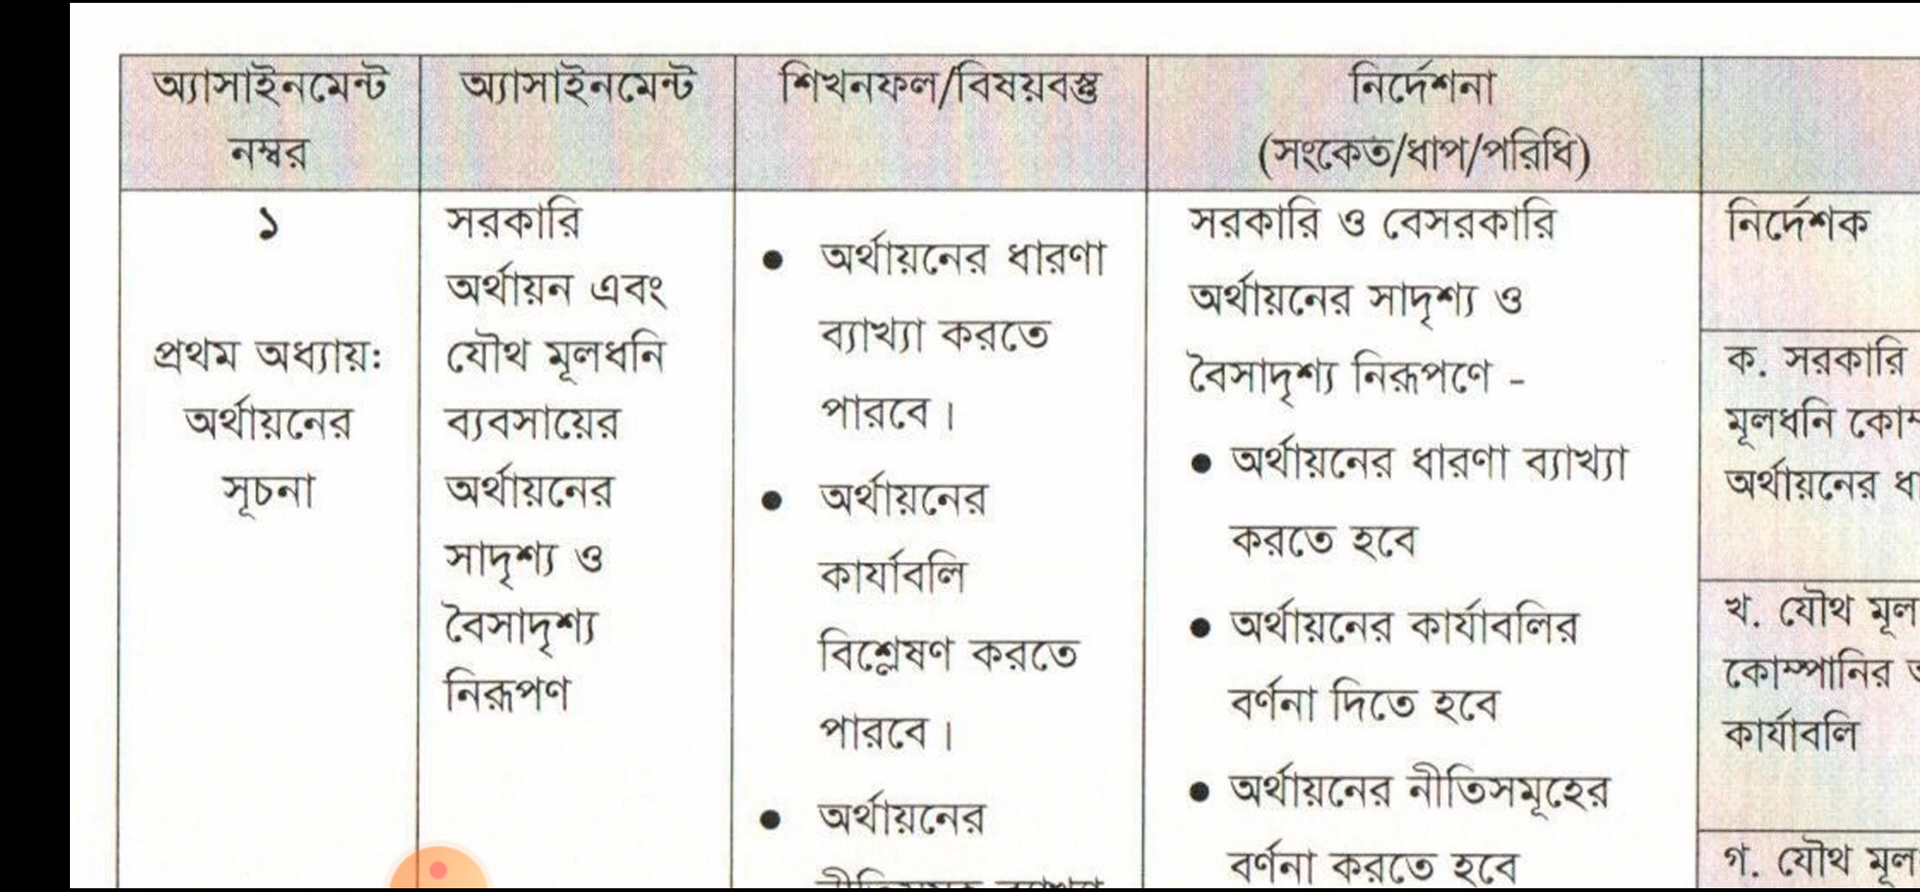 অ্যাসাইনমেন্ট
নম্বর
অ্যাসাইনমেন্ট
শিখনফল/বিষয়বস্তু
নির্দেশনা
(সংকেত/ধাপ/পরিধি)
১
প্রথম অধ্যায়:
অর্থায়নের
সূচনা
সরকারি
অর্থায়ন এবং
যৌথ মূলধনি
ব্যবসায়ের
অর্থায়নের
সাদৃশ্য ও
বৈসাদৃশ্য
নিরূপণ
● অর্থায়নের ধারণা
ব্যাখ্যা করতে
পারবে।
● অর্থায়নের
কার্যাবলি
বিশ্লেষণ করতে
পারবে।
● অর্থায়নের
সরকারি ও বেসরকারি
অর্থায়নের সাদৃশ্য ও
বৈসাদৃশ্য নিরূপণে -
● অর্থায়নের ধারণা ব্যাখ্যা
করতে হবে
● অর্থায়নের কার্যাবলির
বর্ণনা দিতে হবে
● অর্থায়নের নীতিসমূহের
বর্ণনা করতে হবে
নির্দেশক
ক. সরকারি
মূলধনি
অর্থায়নের
খ. যৌথ মূল
কোম্পানির
কার্যাবলি
গ. যৌথ মূল